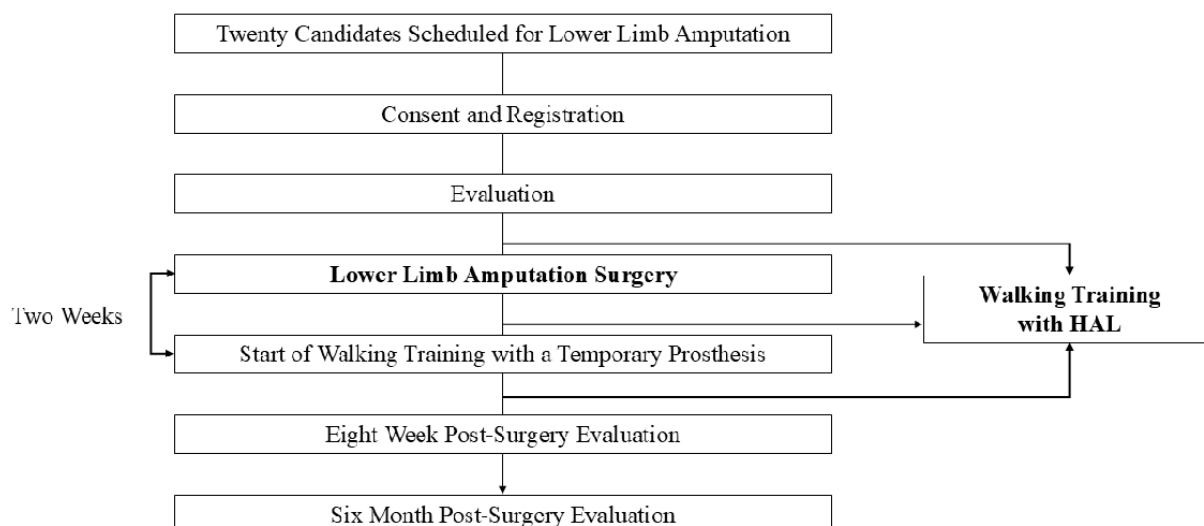 Twenty Candidates Scheduled for Lower Limb Amputation
Consent and Registration
Evaluation
Lower Limb Amputation Surgery
Walking Training
with HAL
Two Weeks
Start of Walking Training with a Temporary Prosthesis
Eight Week Post-Surgery Evaluation
Six Month Post-Surgery Evaluation